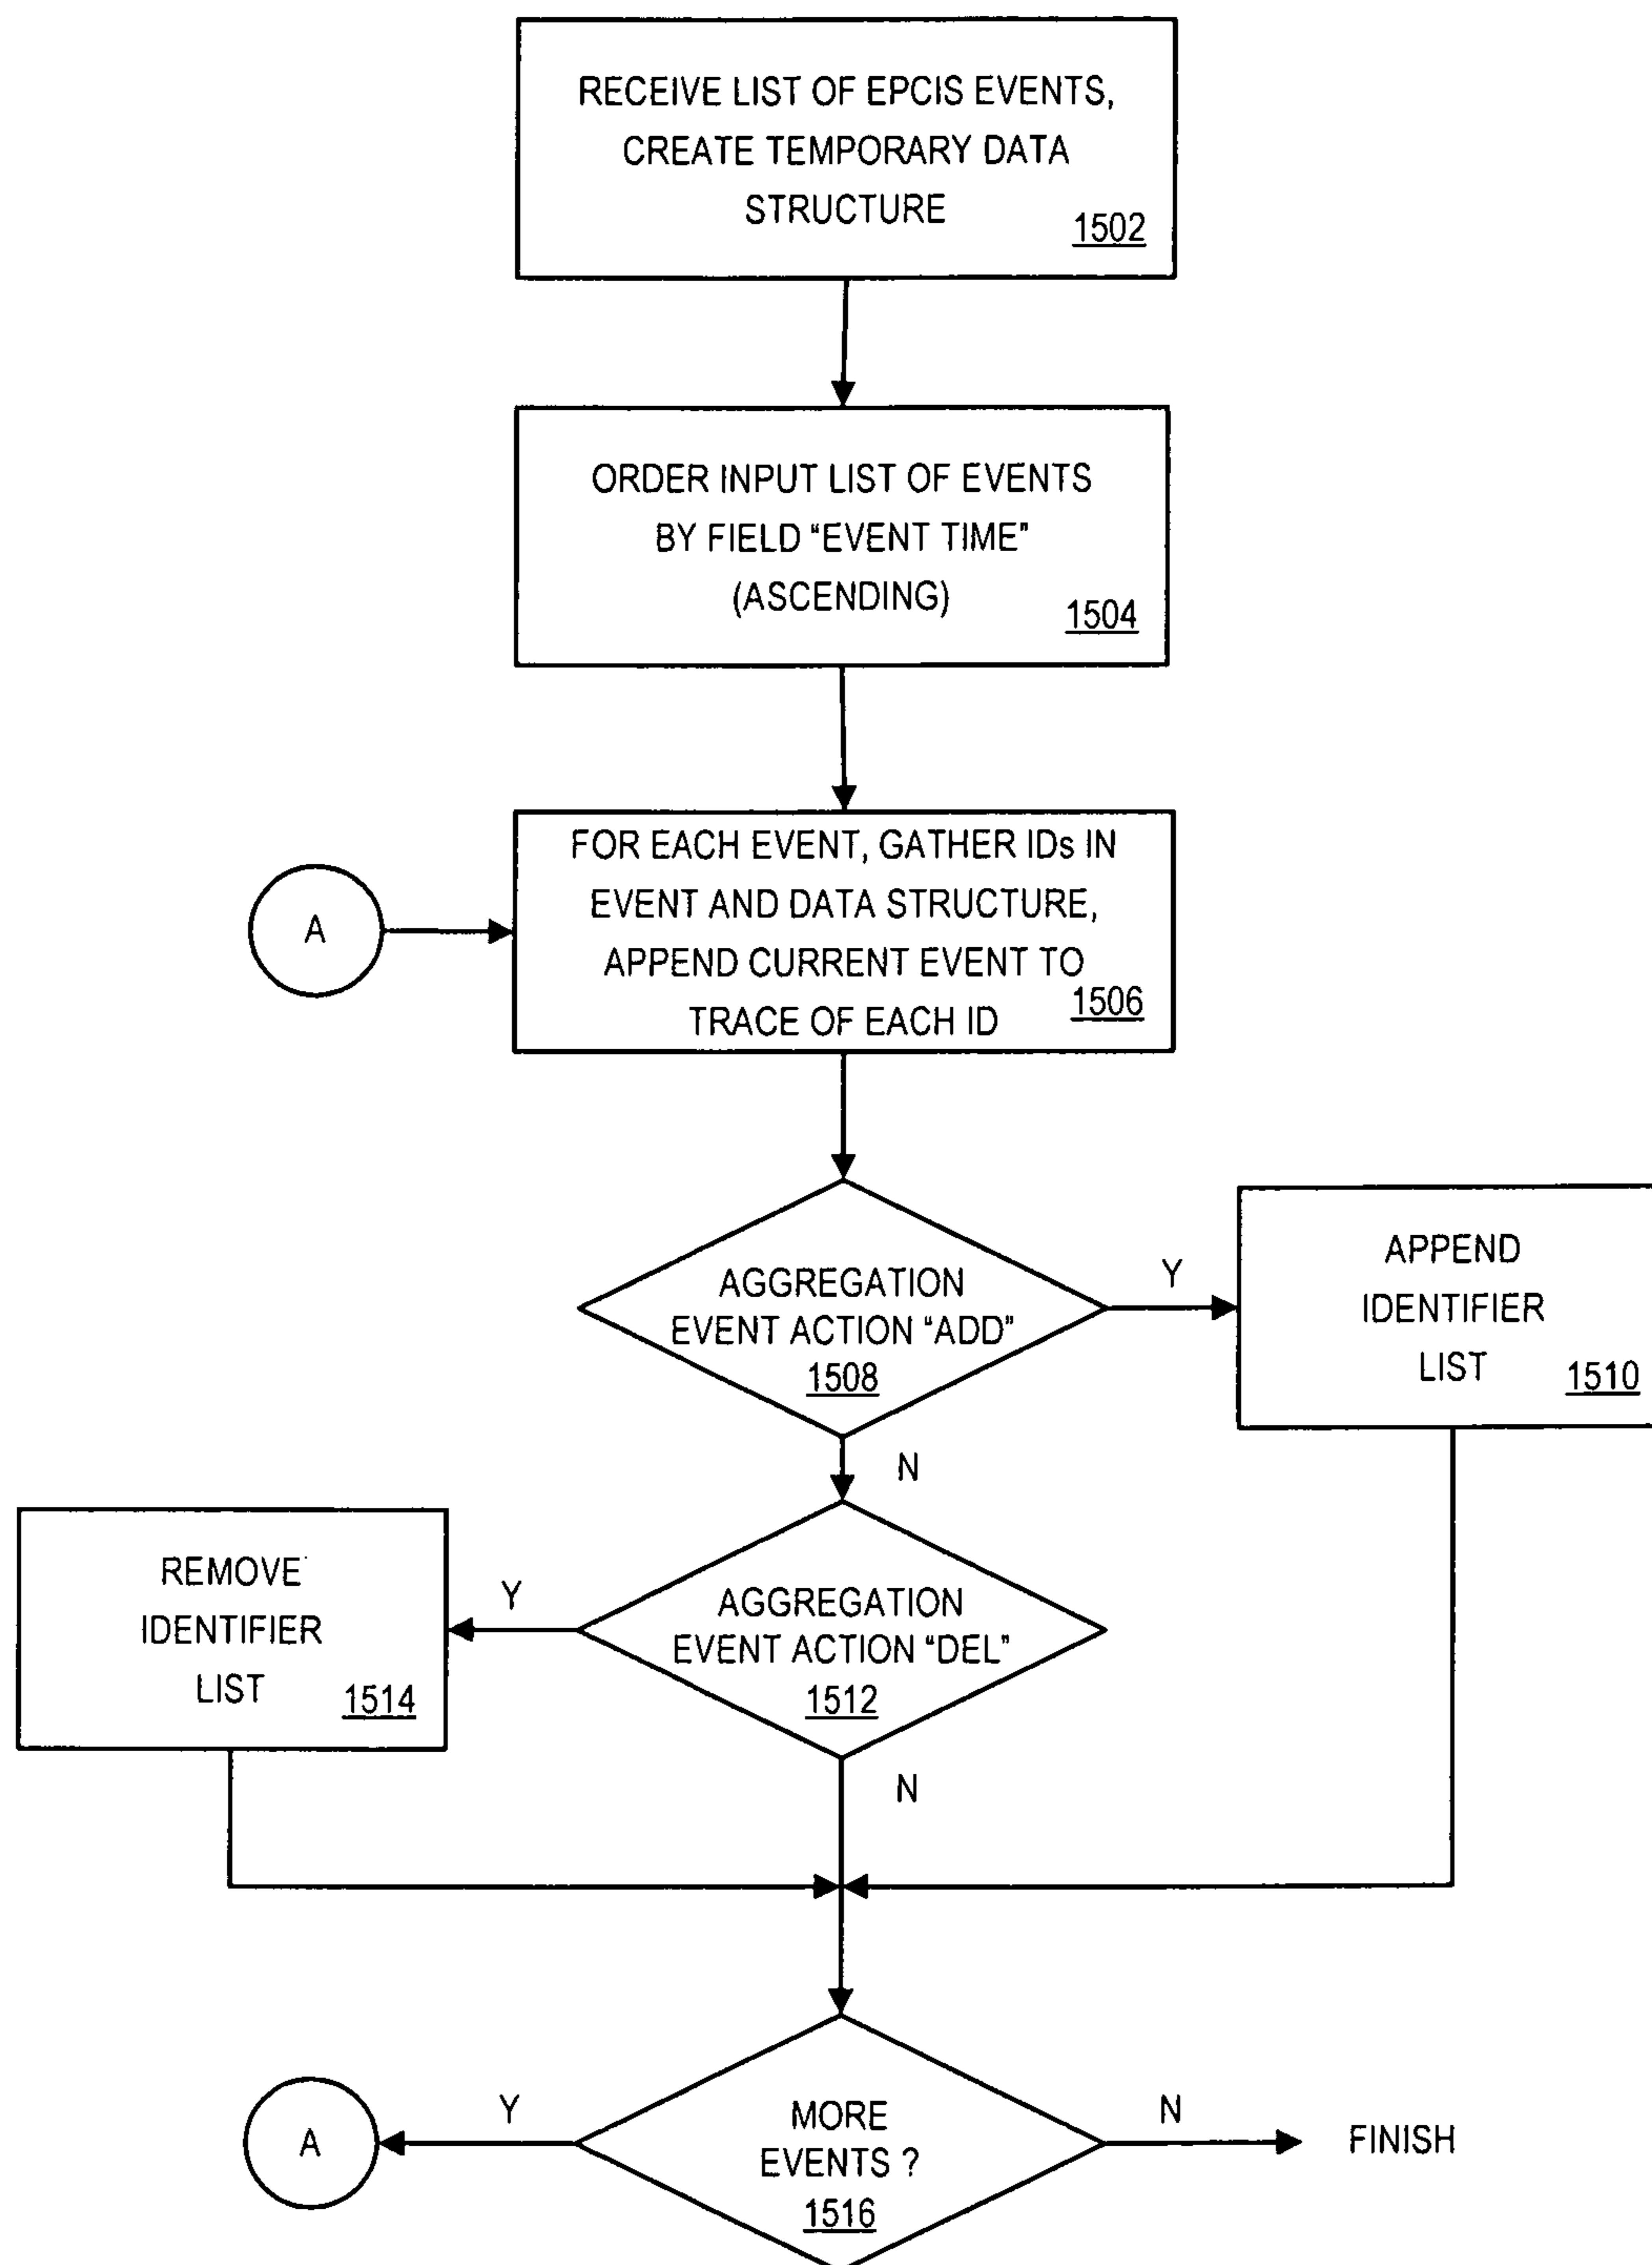 RECEIVE LIST OF EPCIS EVENTS,
CREATE TEMPORARY DATA
STRUCTURE
1502
ORDER INPUT LIST OF EVENTS
BY FIELD "EVENT TIME"
(ASCENDING)
1504
FOR EACH EVENT, GATHER IDs IN
EVENT AND DATA STRUCTURE,
APPEND CURRENT EVENT TO
TRACE OF EACH ID
1506
A
AGGREGATION
EVENT ACTION "ADD"
1508
Y
APPEND
IDENTIFIER
LIST
1510
N
AGGREGATION
EVENT ACTION "DEL"
1512
Y
REMOVE
IDENTIFIER
LIST
1514
N
MORE
EVENTS ?
1516
Y
A
N
FINISH